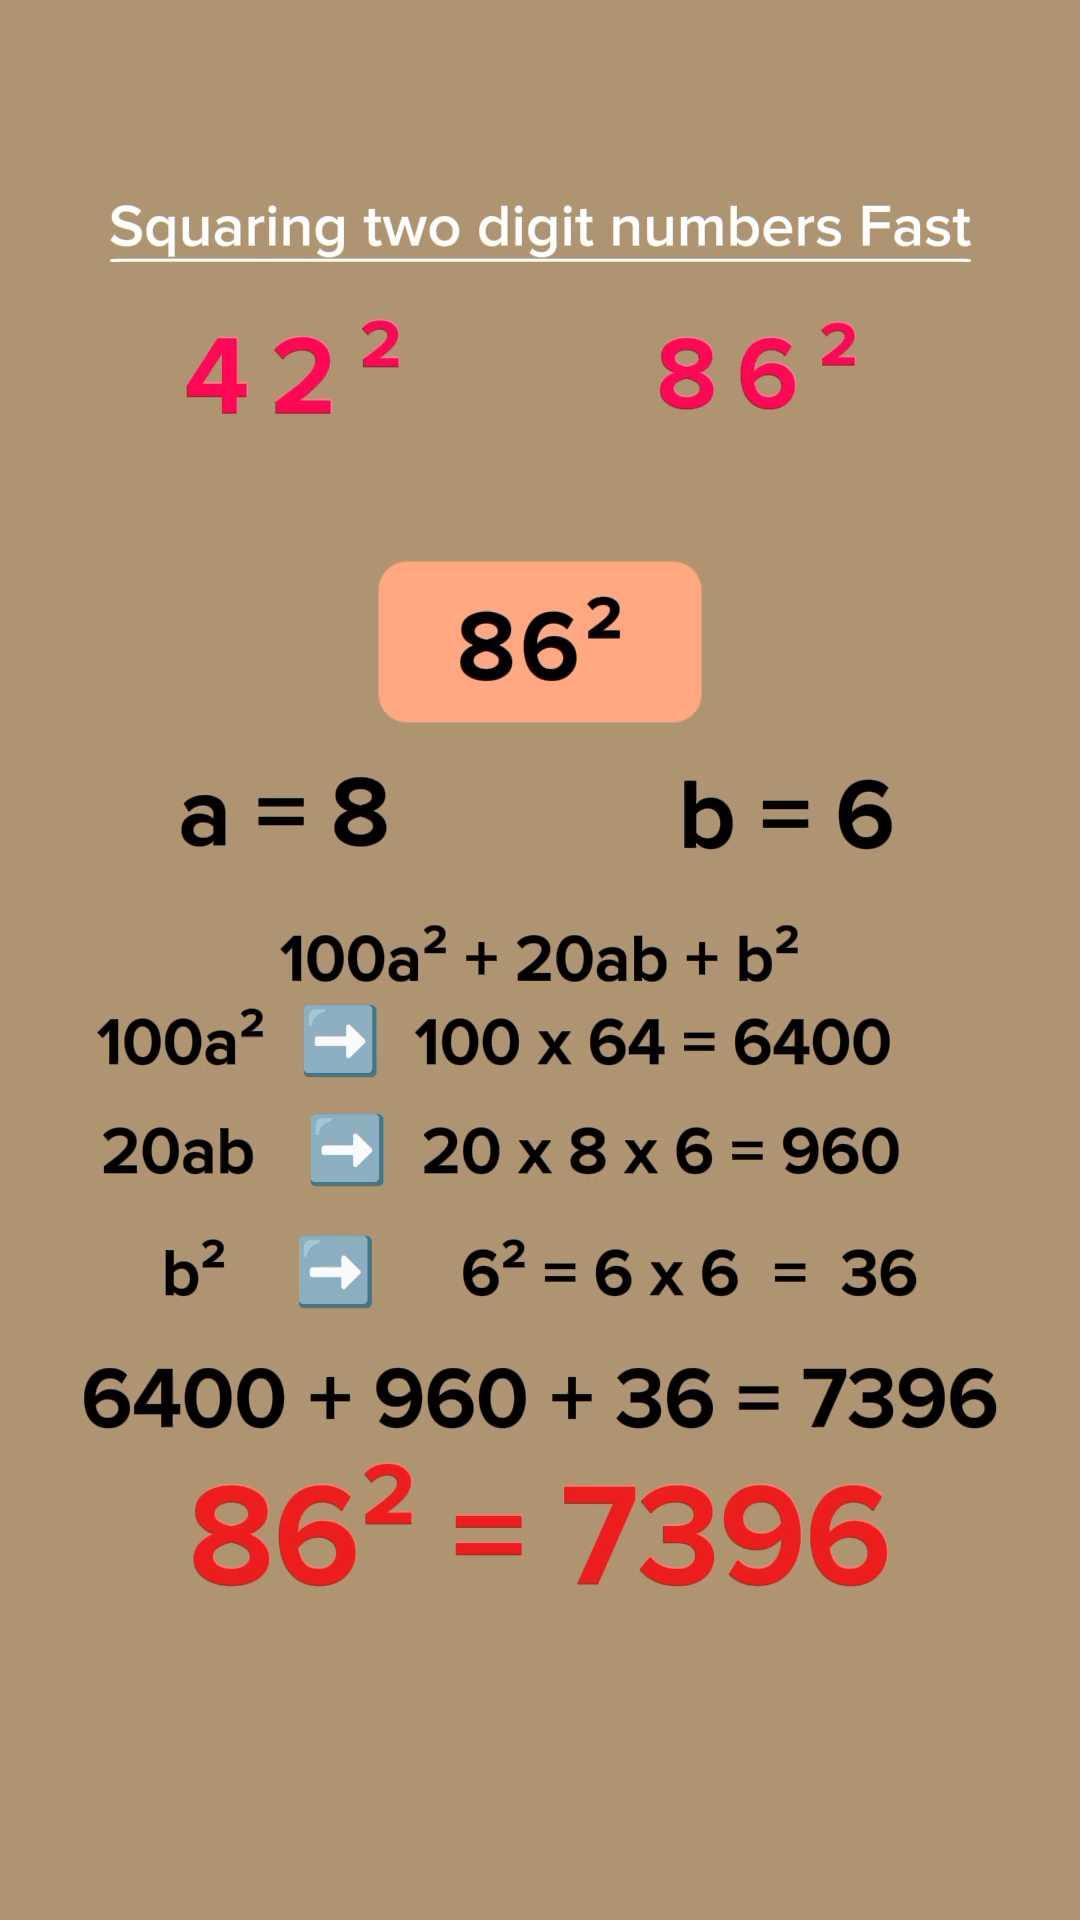 Squaring two digit numbers Fast
42² 86²
86²
a = 8 b = 6
100a² + 20ab + b²
100a² ➡️ 100 x 64 = 6400
20ab ➡️ 20 x 8 x 6 = 960
b² ➡️ 6² = 6 x 6 = 36
6400 + 960 + 36 = 7396
86² = 7396